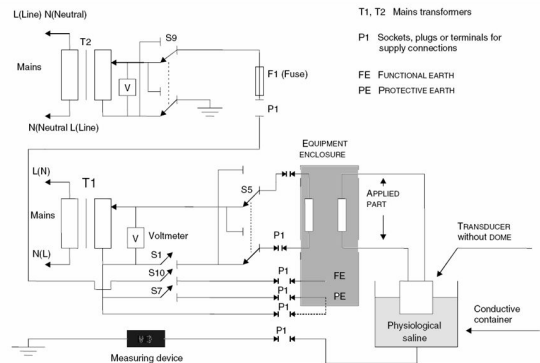 L(Line) N(Neutral)
T2
S9
Mains
V
F1 (Fuse)
P1
N(Neutral L(Line)
T1, T2 Mains transformers
P1 Sockets, plugs or terminals for
supply connections
FE FUNCTIONAL EARTH
PE PROTECTIVE EARTH
EQUIPMENT
ENCLOSURE
L(N)
T1
S5
Mains
V
Voltmeter
N(L)
S1
S10
S7
P1
P1
P1
P1
P1
FE
PE
APPLIED
PART
TRANSDUCER
without DOME
Physiological
saline
Conductive
container
Measuring device